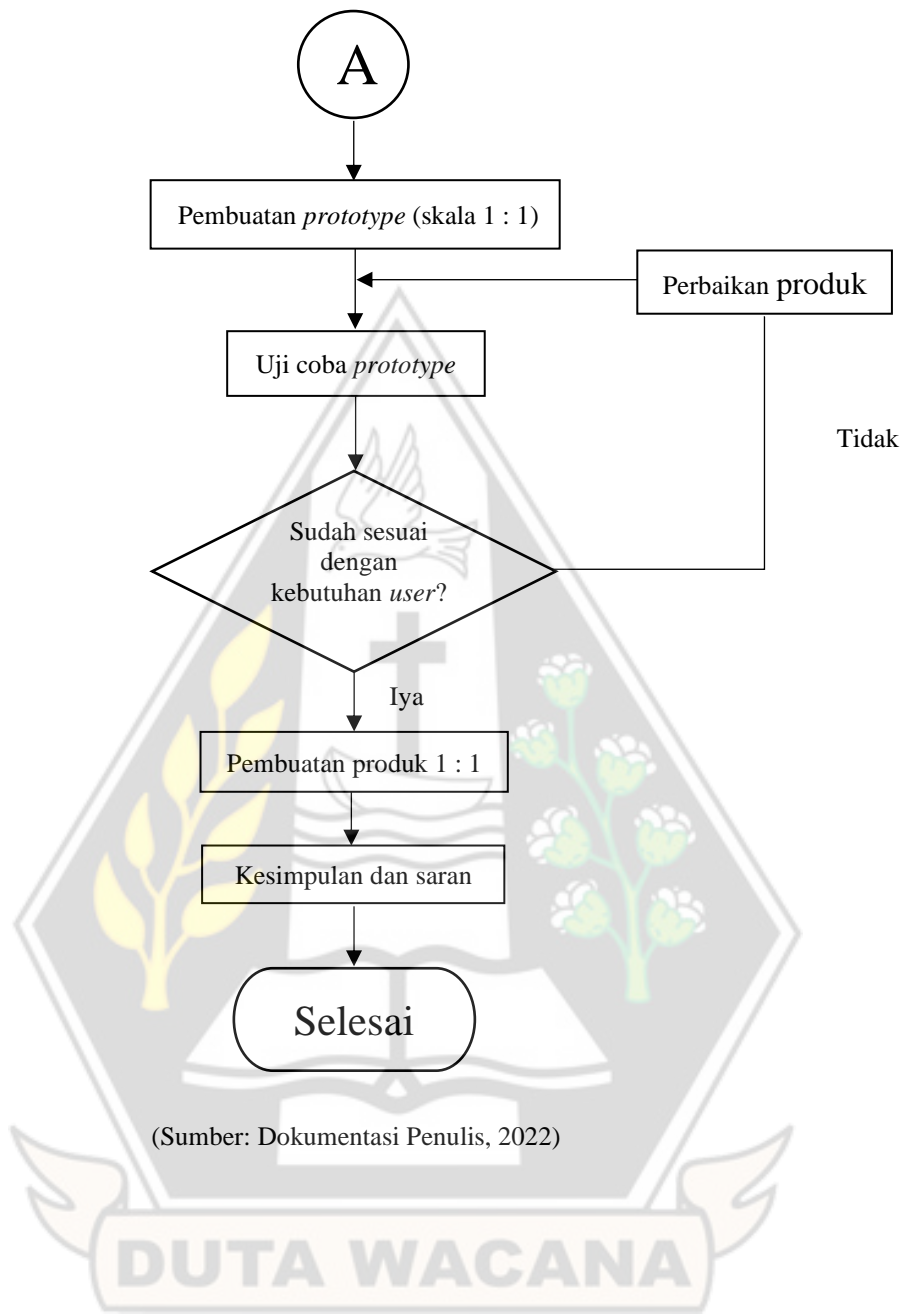 A
Pembuatan prototype (skala 1 : 1)
Perbaikan produk
Uji coba prototype
Tidak
Sudah sesuai
dengan
kebutuhan user?
Iya
Pembuatan produk 1 : 1
Kesimpulan dan saran
Selesai
(Sumber: Dokumentasi Penulis, 2022)
DUTA WACANA